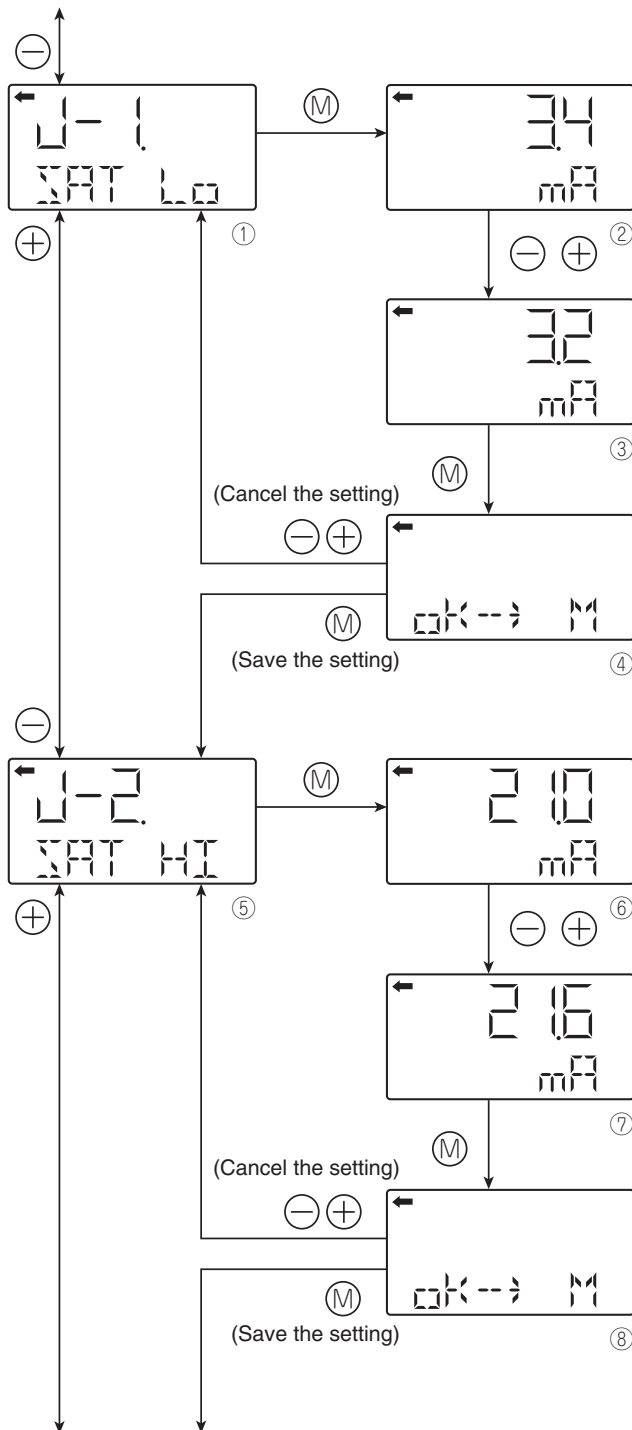 J-1.
SAT Lo
①
Ⓜ
3.4
mA
②
3.2
mA
③
Ⓜ
(Cancel the setting)
oK--> M
④
Ⓜ
(Save the setting)
J-2.
SAT HI
⑤
Ⓜ
21.0
mA
⑥
21.6
mA
⑦
Ⓜ
(Cancel the setting)
oK--> M
⑧
Ⓜ
(Save the setting)